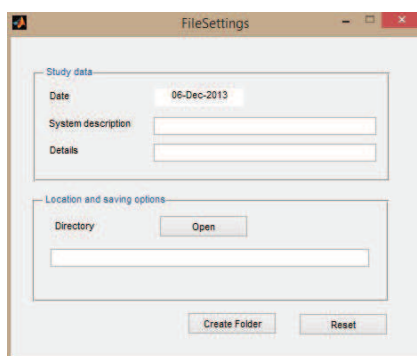 FileSettings
Study data
Date 06-Dec-2013
System description
Details
Location and saving options
Directory Open
Create Folder Reset